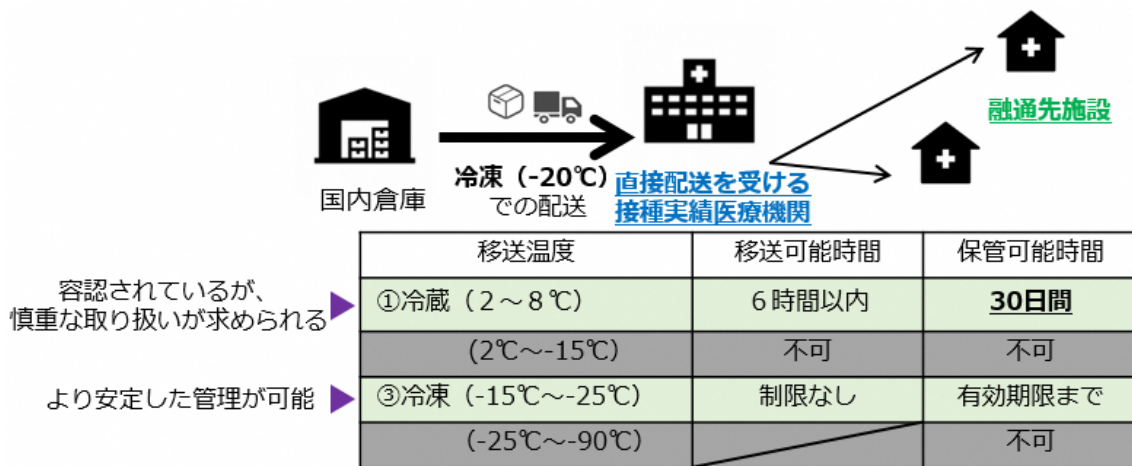 融通先施設
国内倉庫
冷凍（-20℃）
での配送
直接配送を受ける
接種実績医療機関
移送温度 移送可能時間 保管可能時間
容認されているが、
慎重な取り扱いが求められる
①冷蔵（2～8℃） 6時間以内 30日間
(2℃～-15℃) 不可 不可
より安定した管理が可能
③冷凍（-15℃～-25℃） 制限なし 有効期限まで
(-25℃～-90℃) 不可